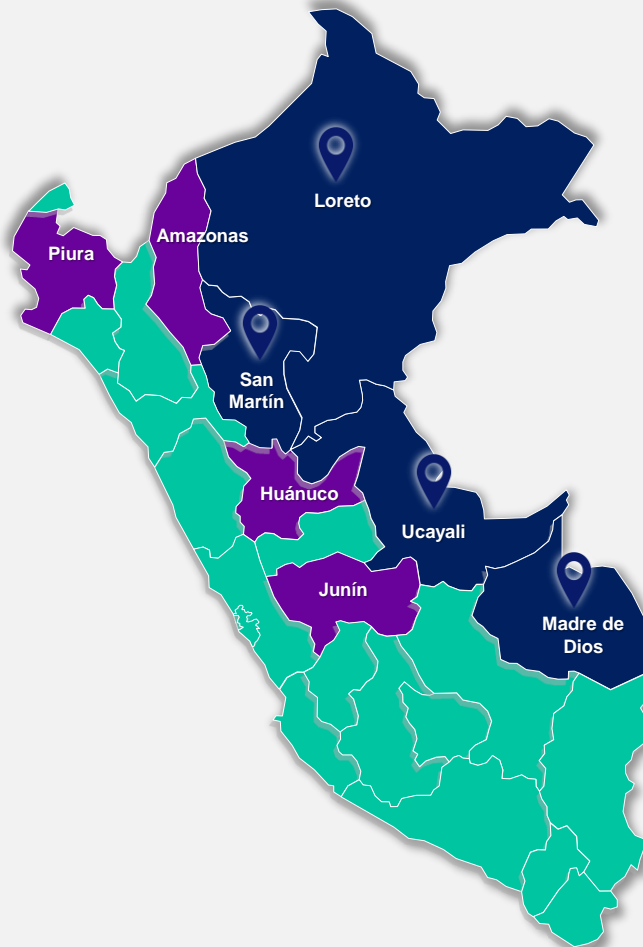 Loreto
Amazonas
Piura
San
Martín
Huánuco
Ucayali
Junín
Madre de
Dios